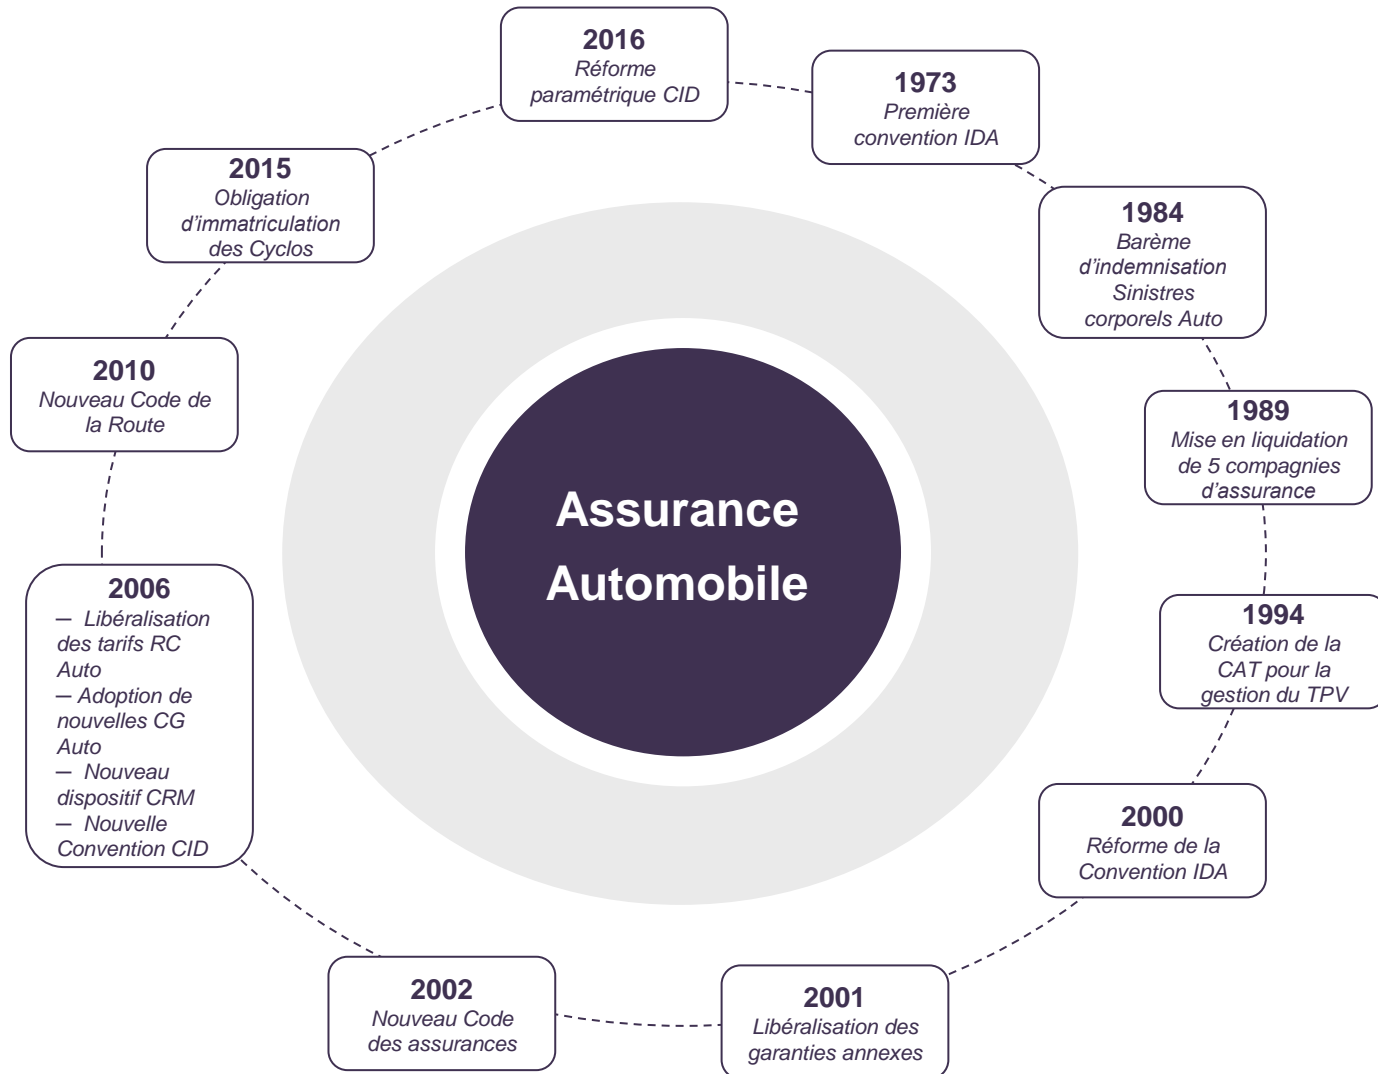 2016
Réforme
paramétrique CID
1973
Première
convention IDA
1984
Barème
d’indemnisation
Sinistres
corporels Auto
1989
Mise en liquidation
de 5 compagnies
d’assurance
1994
Création de la
CAT pour la
gestion du TPV
2000
Réforme de la
Convention IDA
2001
Libéralisation des
garanties annexes
2002
Nouveau Code
des assurances
2006
— Libéralisation
des tarifs RC
Auto
— Adoption de
nouvelles CG
Auto
— Nouveau
dispositif CRM
— Nouvelle
Convention CID
2010
Nouveau Code de
la Route
2015
Obligation
d’immatriculation
des Cyclos
Assurance
Automobile